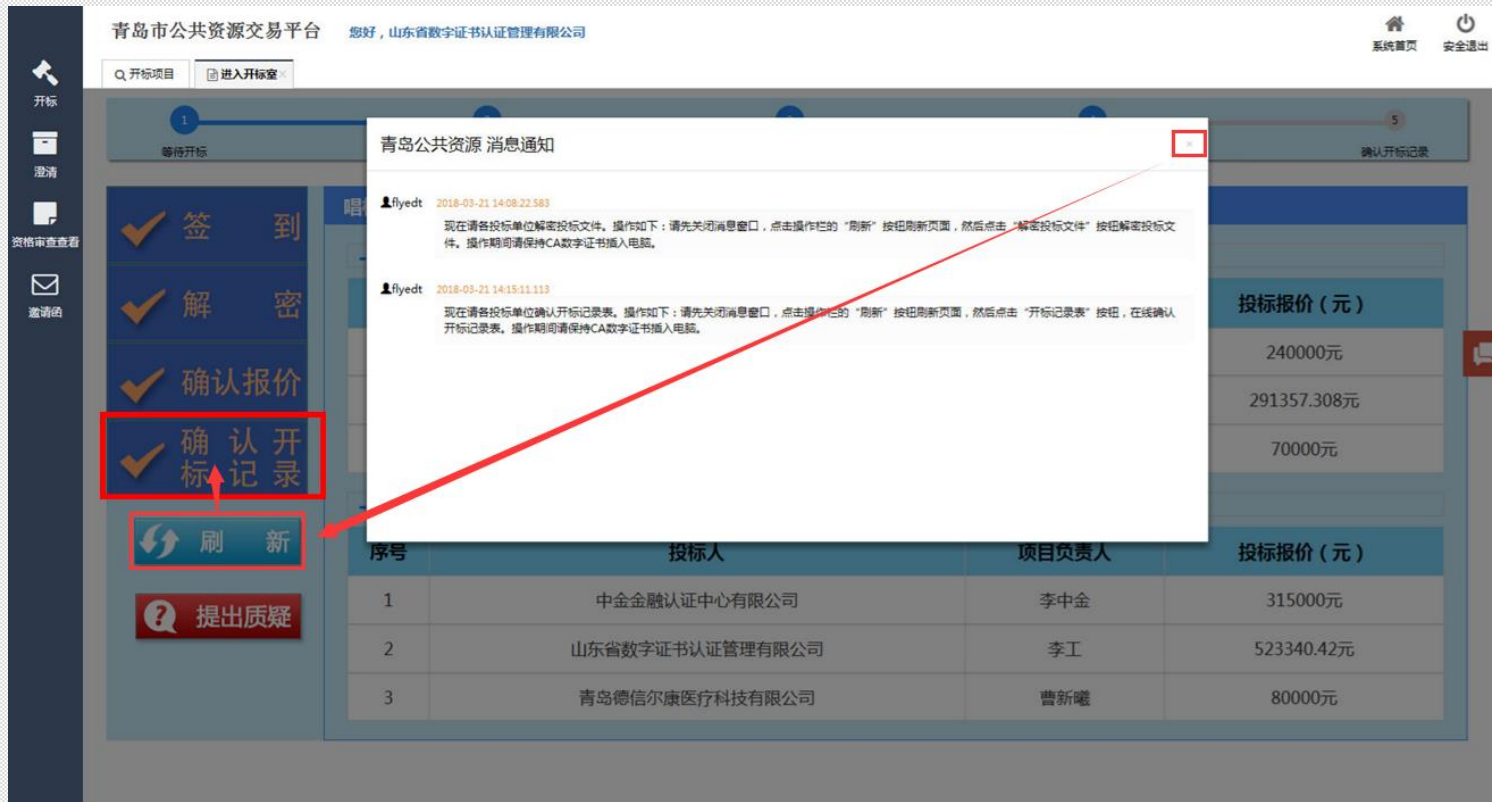 青岛市公共资源交易平台 您好，山东省数字证书认证管理有限公司
系统首页 安全退出
开标项目 进入开标室
开标
澄清
资格审查查看
邀请函
1
等待开标
5
确认开标记录
签 到
解 密
确认报价
确 认 开
标 记 录
刷 新
提出质疑
唱
青岛公共资源 消息通知
flyedt 2018-03-21 14:08:22.583
现在请各投标单位解密投标文件。操作如下：请先关闭消息窗口，点击操作栏的“刷新”按钮刷新页面，然后点击“解密投标文件”按钮解密投标文
件。操作期间请保持CA数字证书插入电脑。
flyedt 2018-03-21 14:15:11.113
现在请各投标单位确认开标记录表。操作如下：请先关闭消息窗口，点击操作栏的“刷新”按钮刷新页面，然后点击“开标记录表”按钮，在线确认
开标记录表。操作期间请保持CA数字证书插入电脑。
投标报价（元）
240000元
291357.308元
70000元
序号 投标人 项目负责人 投标报价（元）
1 中金金融认证中心有限公司 李中金 315000元
2 山东省数字证书认证管理有限公司 李工 523340.42元
3 青岛德信尔康医疗科技有限公司 曹新曦 80000元